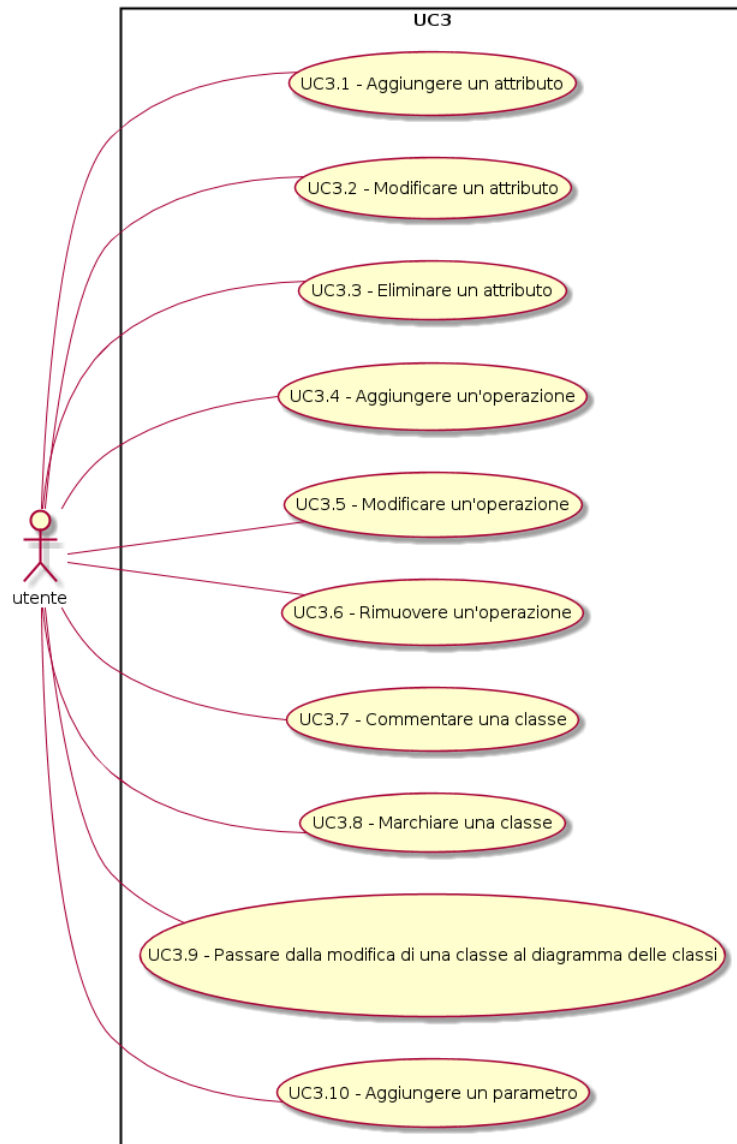 UC3
UC3.1 - Aggiungere un attributo
UC3.2 - Modificare un attributo
UC3.3 - Eliminare un attributo
UC3.4 - Aggiungere un'operazione
UC3.5 - Modificare un'operazione
UC3.6 - Rimuovere un'operazione
utente
UC3.7 - Commentare una classe
UC3.8 - Marchiare una classe
UC3.9 - Passare dalla modifica di una classe al diagramma delle classi
UC3.10 - Aggiungere un parametro